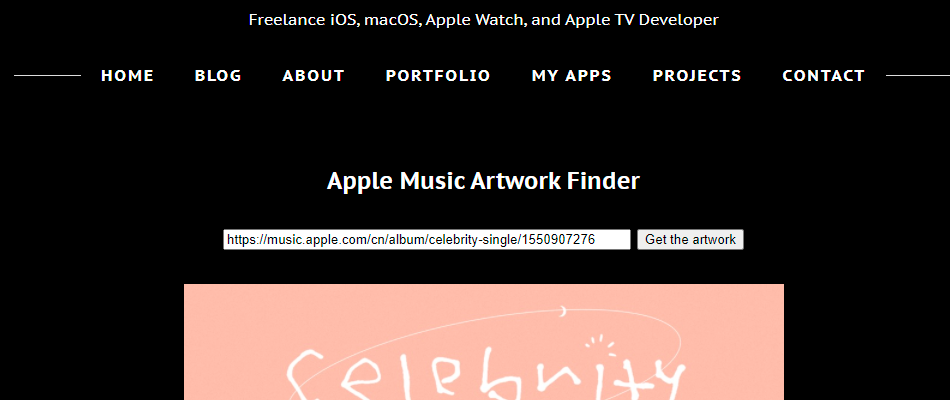 Freelance iOS, macOS, Apple Watch, and Apple TV Developer
HOME BLOG ABOUT PORTFOLIO MY APPS PROJECTS CONTACT
Apple Music Artwork Finder
https://music.apple.com/cn/album/celebrity-single/1550907276 Get the artwork
Celebrity